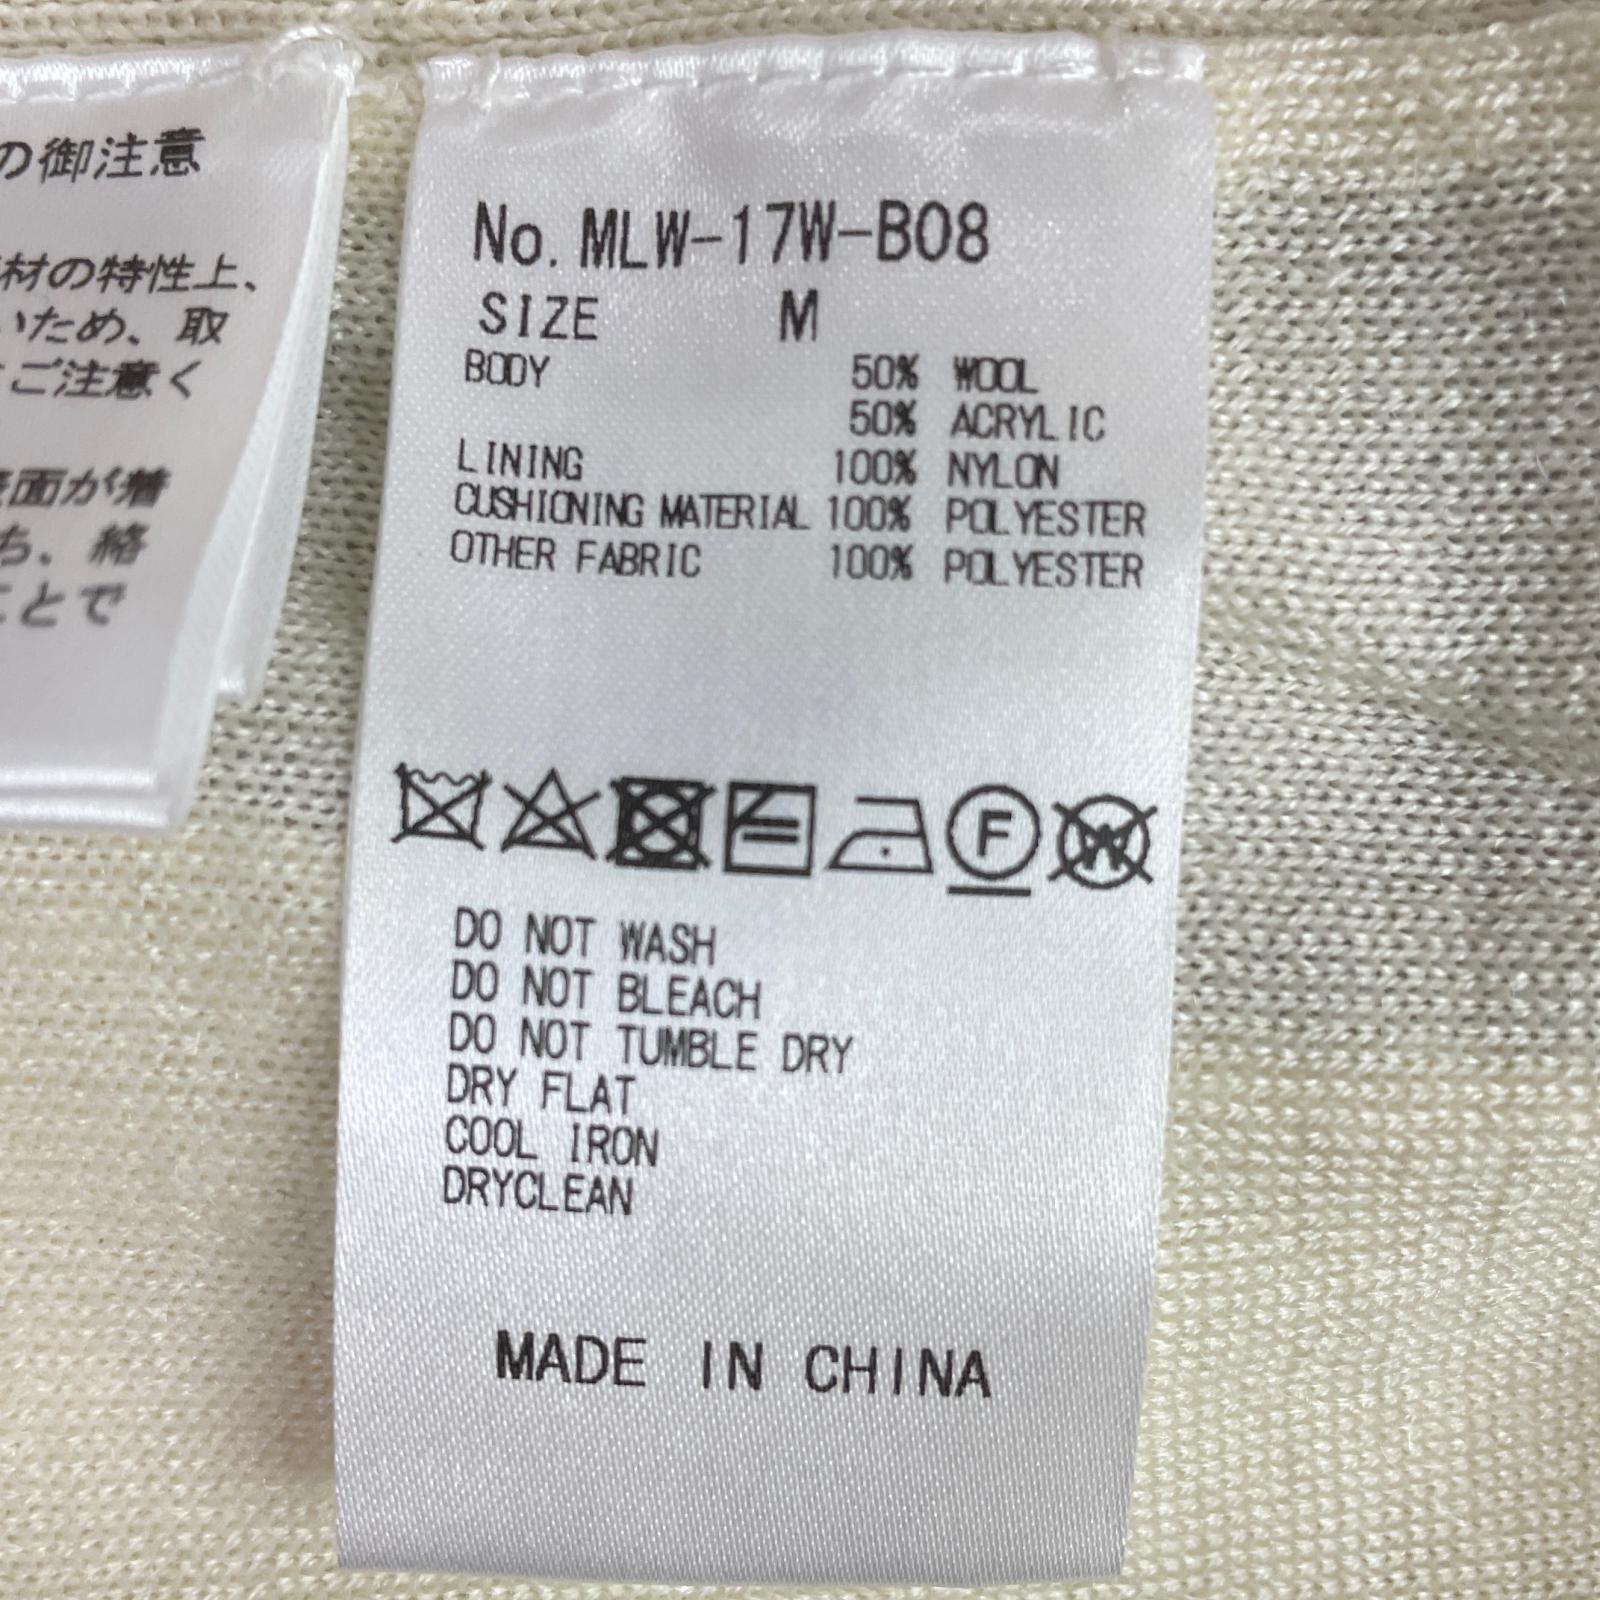 の御注意
材の特性上、
いため、取
ご注意く
面が着
ち、絡
ことで
No. MLW-17W-B08
SIZE M
BODY 50% WOOL
50% ACRYLIC
LINING 100% NYLON
CUSHIONING MATERIAL 100% POLYESTER
OTHER FABRIC 100% POLYESTER
F W
DO NOT WASH
DO NOT BLEACH
DO NOT TUMBLE DRY
DRY FLAT
COOL IRON
DRYCLEAN
MADE IN CHINA